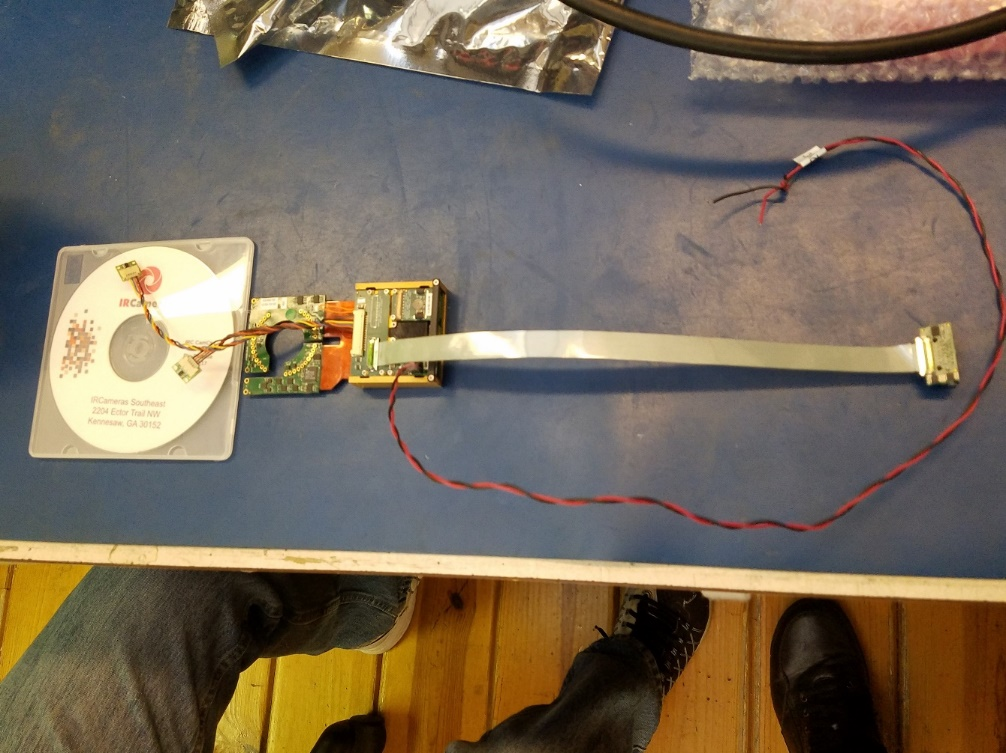 IRCame
IRCameras Southeast
2204 Ector Trail NW
Kennesaw, GA 30152